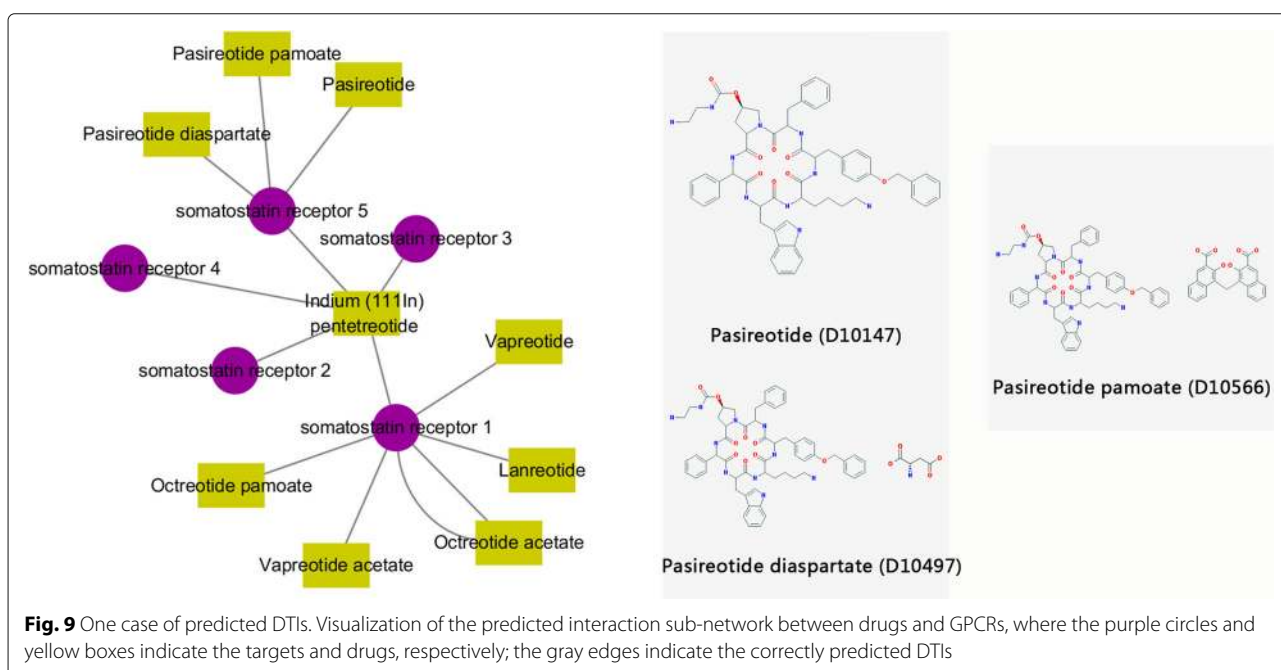 Pasireotide pamoate
Pasireotide
Pasireotide diaspartate
somatostatin receptor 5
somatostatin receptor 3
somatostatin receptor 4
Indium (111In)
pentetreotide
Vapreotide
somatostatin receptor 2
somatostatin receptor 1
Lanreotide
Octreotide pamoate
Octreotide acetate
Vapreotide acetate
Pasireotide (D10147)
Pasireotide pamoate (D10566)
Pasireotide diaspartate (D10497)
Fig. 9 One case of predicted DTIs. Visualization of the predicted interaction sub-network between drugs and GPCRs, where the purple circles and
yellow boxes indicate the targets and drugs, respectively; the gray edges indicate the correctly predicted DTIs